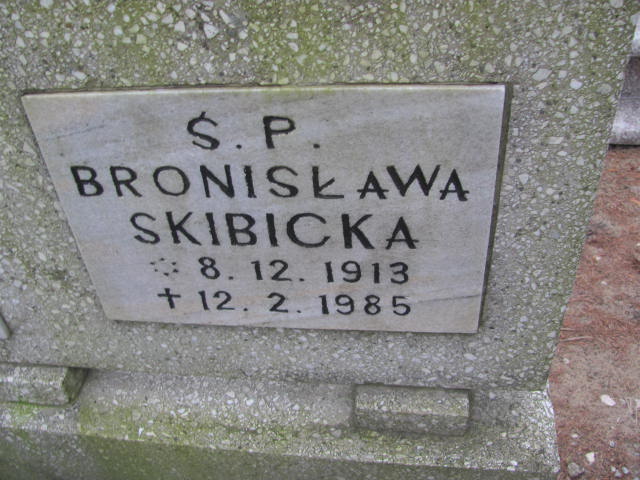 Ś. P.
BRONISŁAWA
SKIBICKA
* 8. 12. 1913
✝ 12. 2. 1985